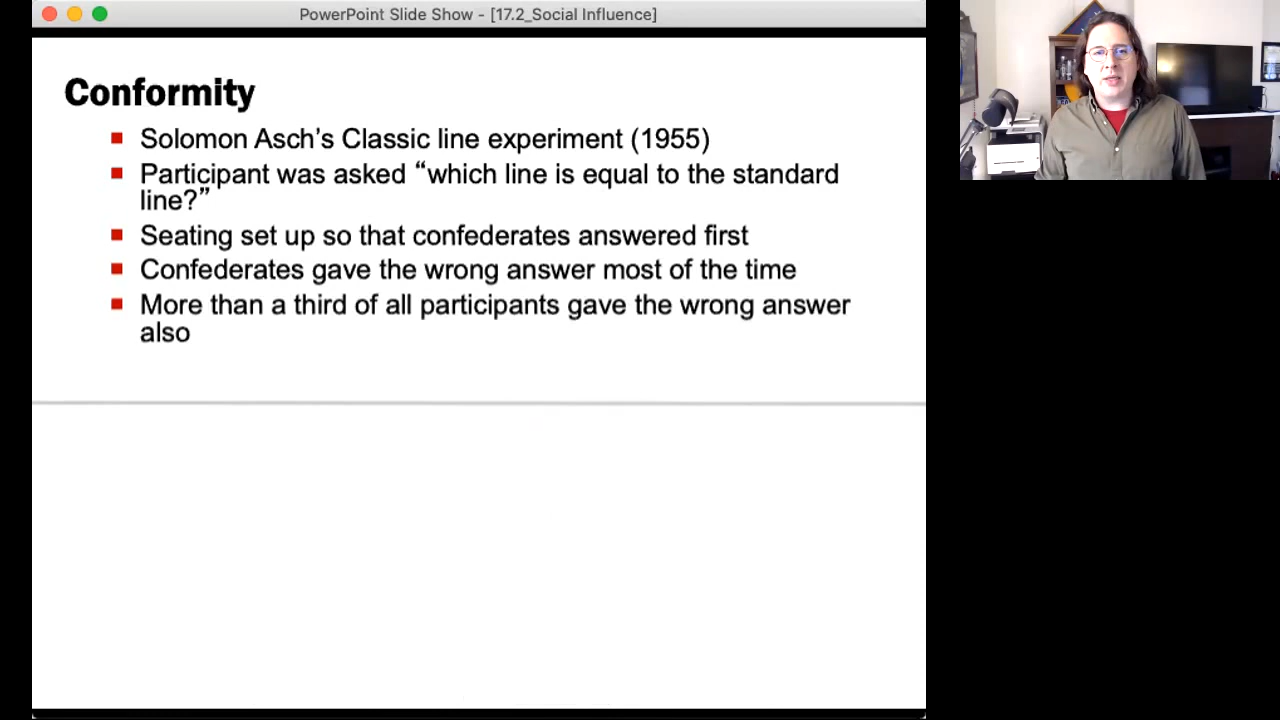 PowerPoint Slide Show - [17.2_Social Influence]
Conformity
Solomon Asch’s Classic line experiment (1955)
Participant was asked “which line is equal to the standard
line?”
Seating set up so that confederates answered first
Confederates gave the wrong answer most of the time
More than a third of all participants gave the wrong answer
also